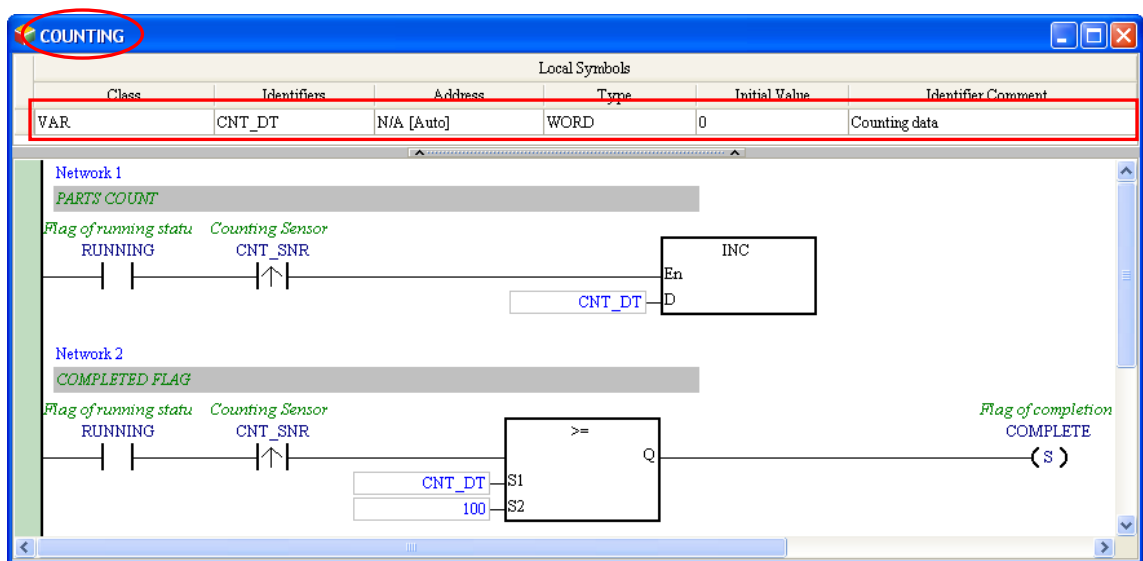 COUNTING
Local Symbols
Class Identifiers Address Type Initial Value Identifier Comment
VAR CNT_DT N/A [Auto] WORD 0 Counting data
Network 1
PARTS COUNT
Flag of running statu Counting Sensor
RUNNING CNT_SNR INC
En
CNT_DT D
Network 2
COMPLETED FLAG
Flag of running statu Counting Sensor Flag of completion
RUNNING CNT_SNR >= COMPLETE
Q S
CNT_DT S1
100 S2